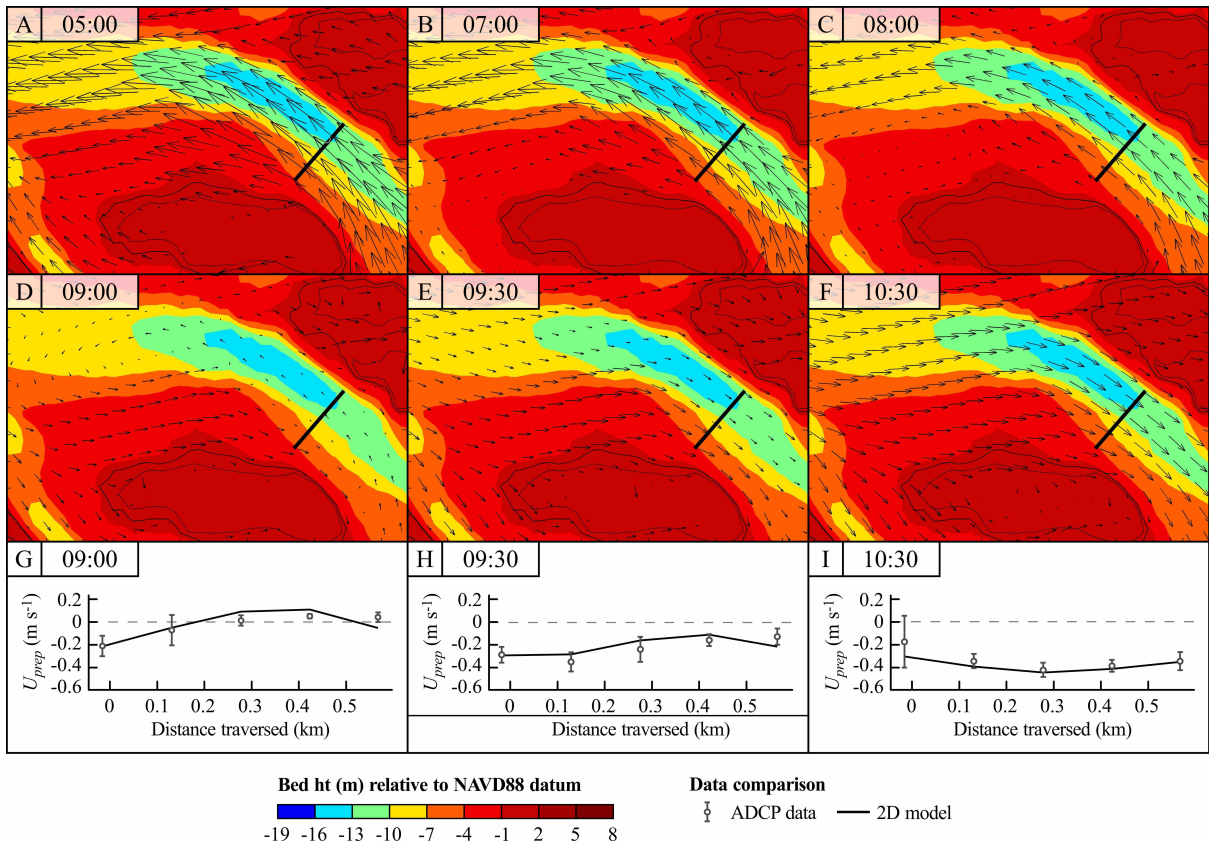 A 05:00
B 07:00
C 08:00
D 09:00
E 09:30
F 10:30
G 09:00
H 09:30
I 10:30
0.2
0
-0.2
-0.4
-0.6
U_prep (m s⁻¹)
0 0.1 0.2 0.3 0.4 0.5
Distance traversed (km)
0.2
0
-0.2
-0.4
-0.6
U_prep (m s⁻¹)
0 0.1 0.2 0.3 0.4 0.5
Distance traversed (km)
0.2
0
-0.2
-0.4
-0.6
U_prep (m s⁻¹)
0 0.1 0.2 0.3 0.4 0.5
Distance traversed (km)
Bed ht (m) relative to NAVD88 datum
-19 -16 -13 -10 -7 -4 -1 2 5 8
Data comparison
ADCP data
2D model